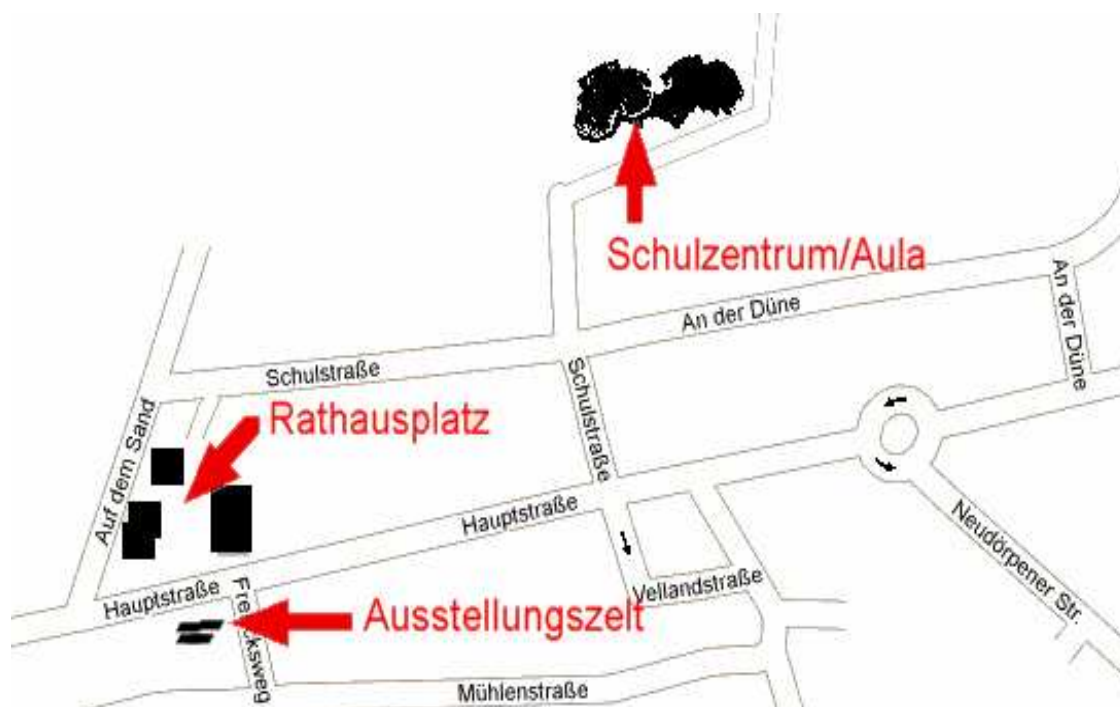 Schulzentrum/Aula
An der Düne
An der Düne
Schulstraße
Schulstraße
Rathausplatz
Auf dem Sand
Hauptstraße
Neudörpener Str.
Hauptstraße
Vellandstraße
Ausstellungszelt
Mühlenstraße